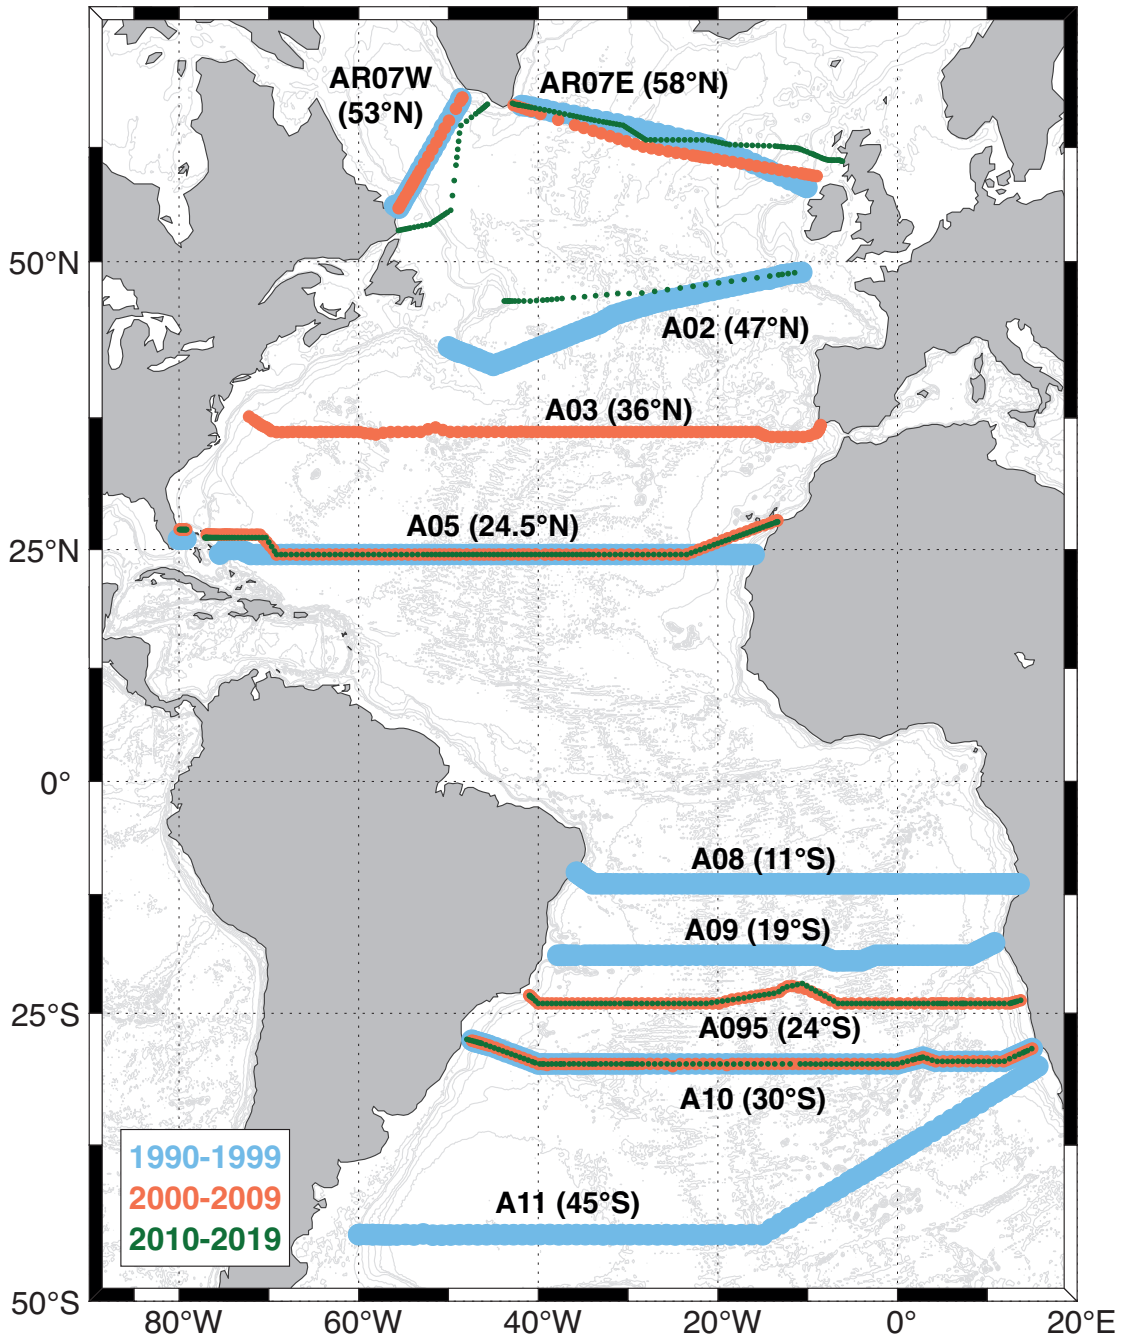 AR07W
(53°N)
AR07E (58°N)
50°N
A02 (47°N)
A03 (36°N)
A05 (24.5°N)
25°N
0°
A08 (11°S)
A09 (19°S)
25°S
A095 (24°S)
A10 (30°S)
1990-1999
2000-2009
2010-2019
A11 (45°S)
50°S
80°W
60°W
40°W
20°W
0°
20°E